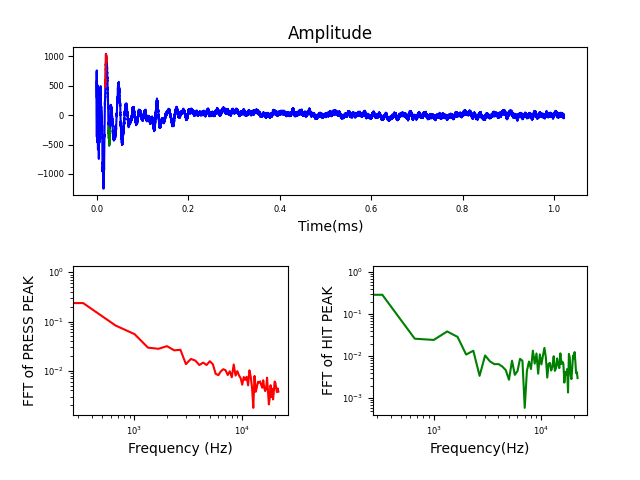 Amplitude
1000
500
0
−500
−1000
0.0 0.2 0.4 0.6 0.8 1.0
Time(ms)
FFT of PRESS PEAK
10⁰
10⁻¹
10⁻²
10³ 10⁴
Frequency (Hz)
FFT of HIT PEAK
10⁰
10⁻¹
10⁻²
10⁻³
10³ 10⁴
Frequency(Hz)